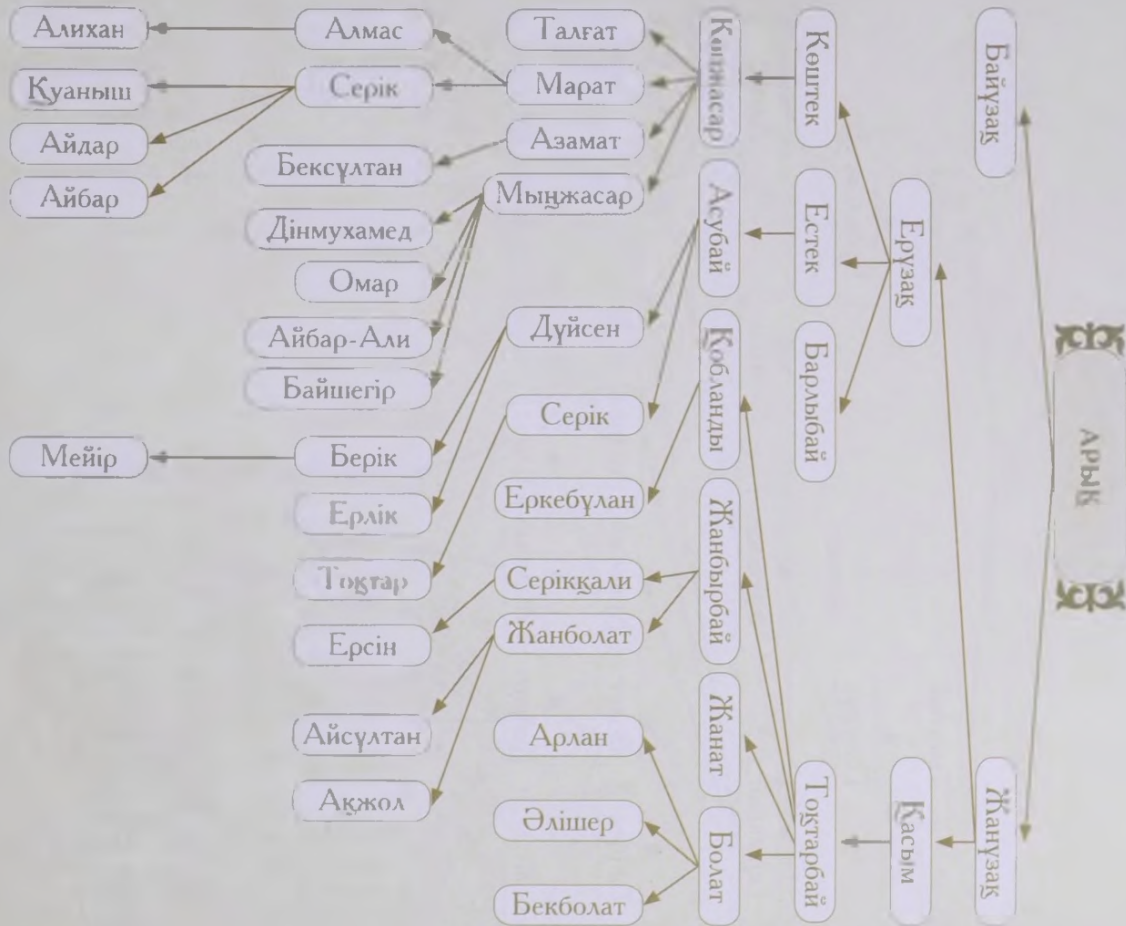 АРЫҚ
Байұзақ
Жанұзақ
Ерұзақ
Қасым
Көштек
Естек
Барлыбай
Тоқтарбай
Көпжасар
Асубай
Қобланды
Жанбырбай
Жанат
Болат
Талғат
Марат
Азамат
Мыңжасар
Дүйсен
Серік
Еркебұлан
Серікқали
Жанболат
Арлан
Әлішер
Бекболат
Алмас
Серік
Бексұлтан
Дінмухамед
Омар
Айбар-Али
Байшегір
Берік
Ерлік
Тоқтар
Ерсін
Айсұлтан
Ақжол
Алихан
Қуаныш
Айдар
Айбар
Мейір